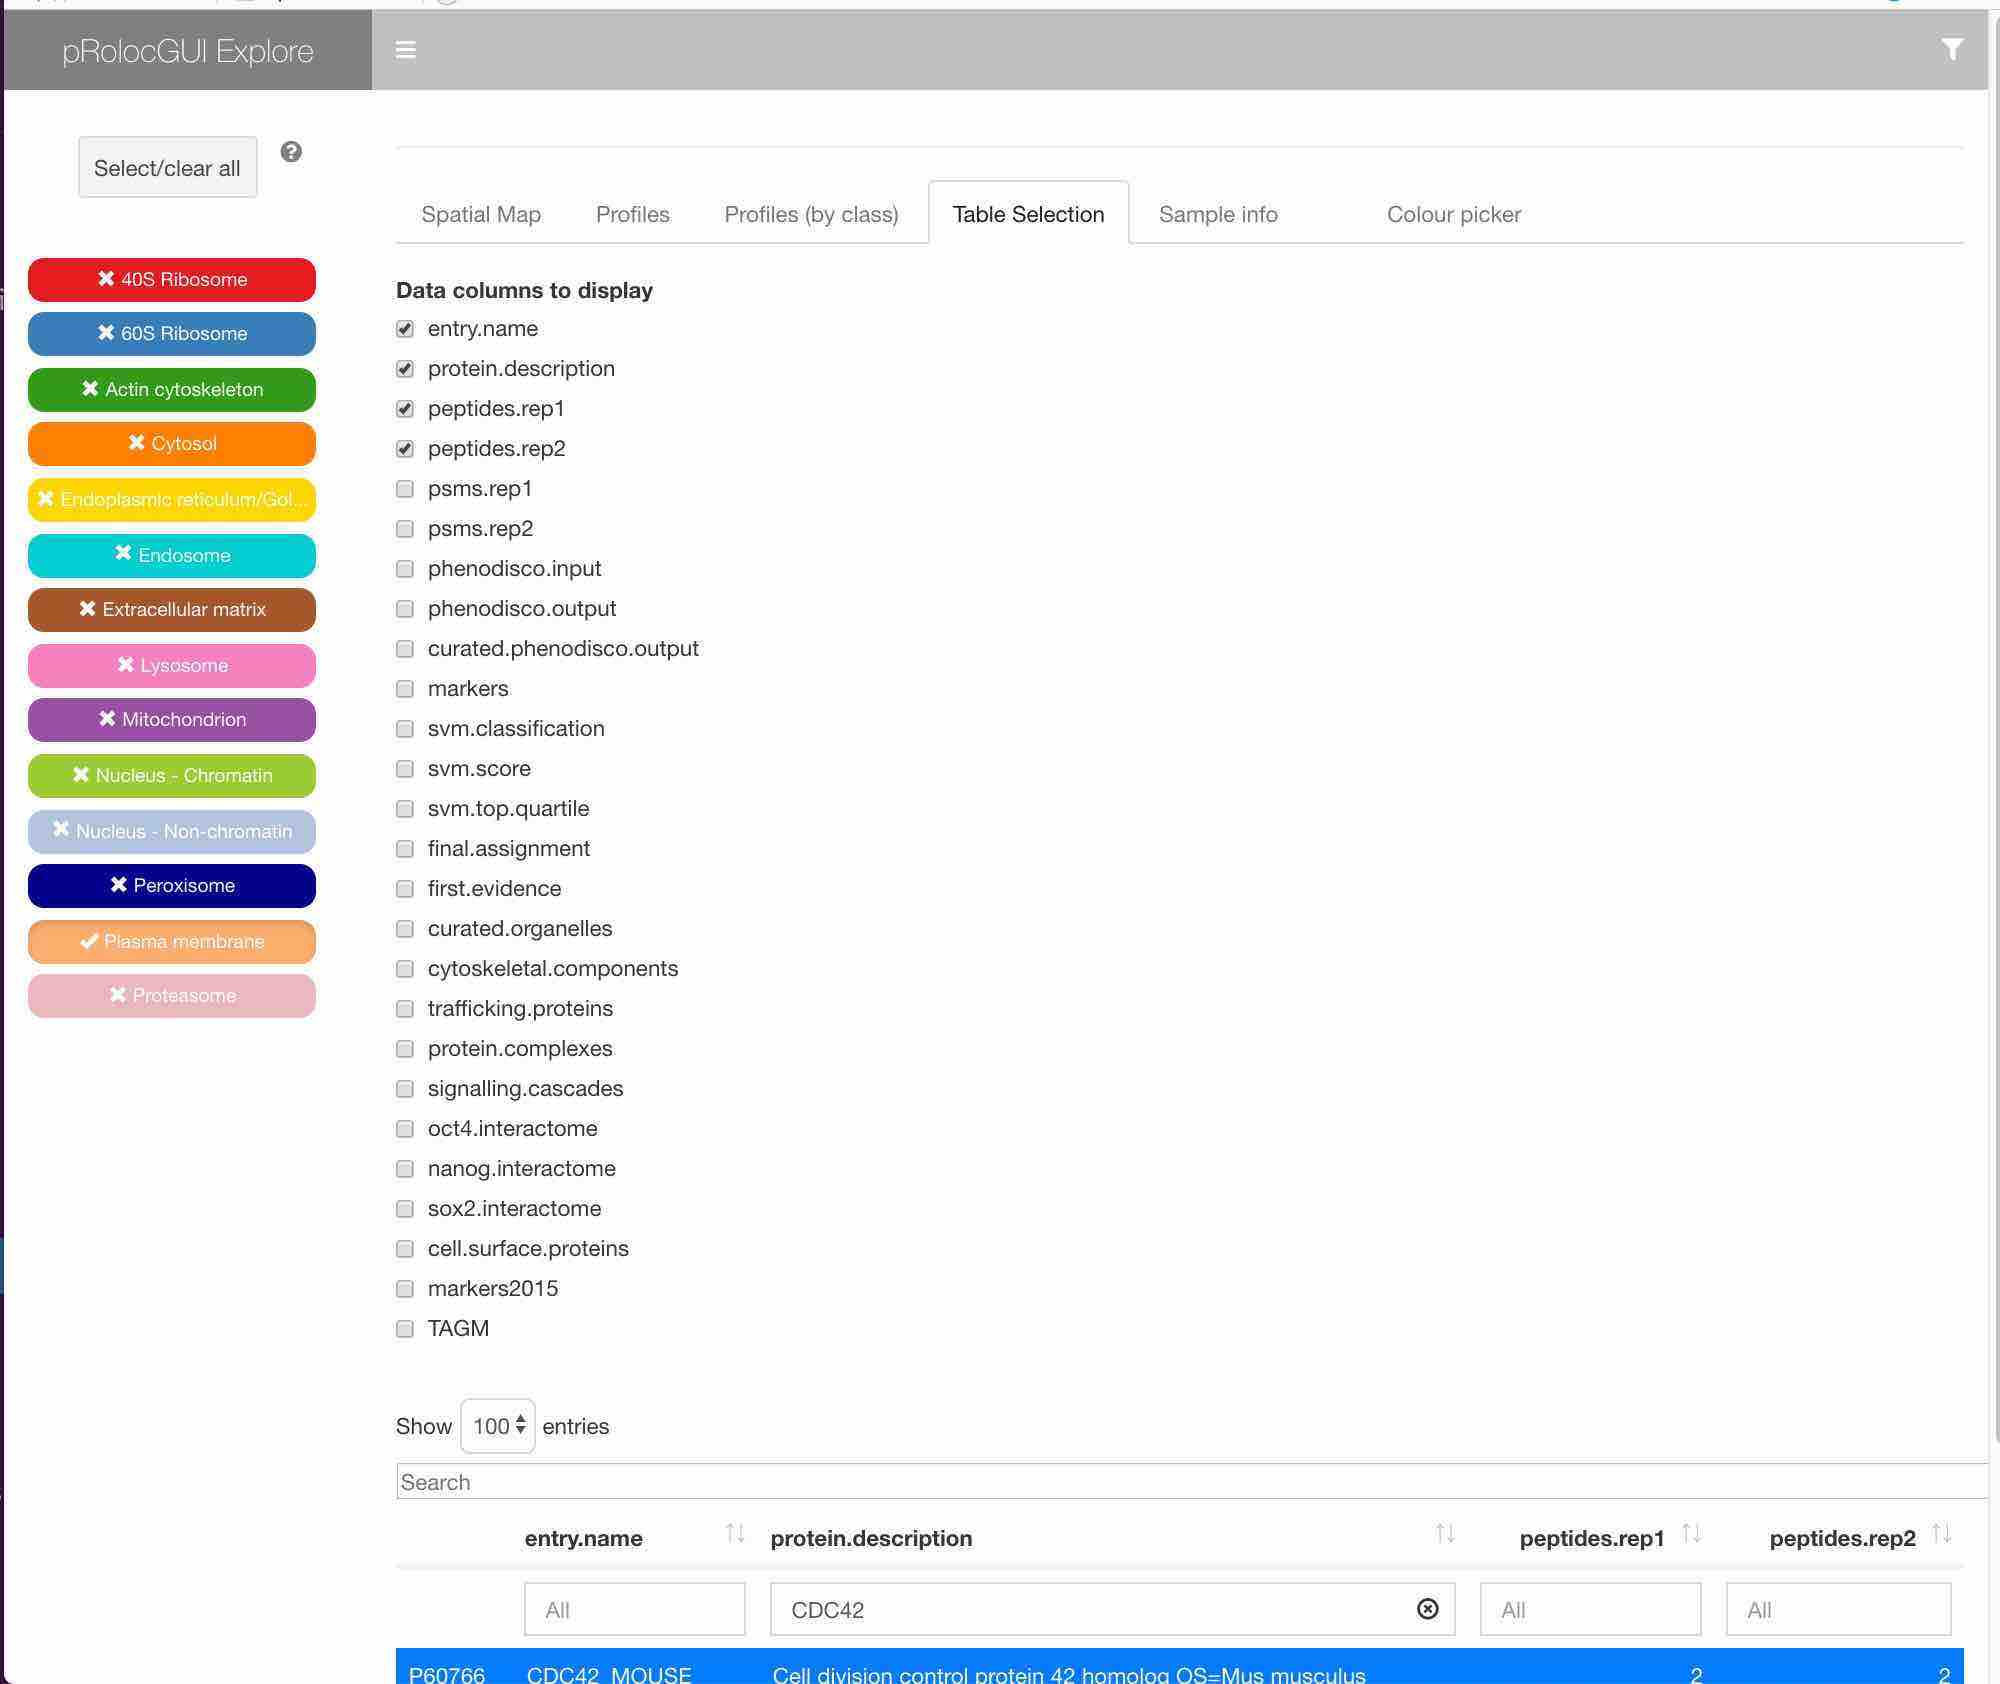 pRolocGUI Explore
Select/clear all
Spatial Map Profiles Profiles (by class) Table Selection Sample info Colour picker
40S Ribosome
60S Ribosome
Actin cytoskeleton
Cytosol
Endoplasmic reticulum/Gol...
Endosome
Extracellular matrix
Lysosome
Mitochondrion
Nucleus - Chromatin
Nucleus - Non-chromatin
Peroxisome
Plasma membrane
Proteasome
Data columns to display
entry.name
protein.description
peptides.rep1
peptides.rep2
psms.rep1
psms.rep2
phenodisco.input
phenodisco.output
curated.phenodisco.output
markers
svm.classification
svm.score
svm.top.quartile
final.assignment
first.evidence
curated.organelles
cytoskeletal.components
trafficking.proteins
protein.complexes
signalling.cascades
oct4.interactome
nanog.interactome
sox2.interactome
cell.surface.proteins
markers2015
TAGM
Show 100 entries
Search
entry.name protein.description peptides.rep1 peptides.rep2
All CDC42 All All
P60766 CDC42_MOUSE Cell division control protein 42 homolog OS=Mus musculus 2 2